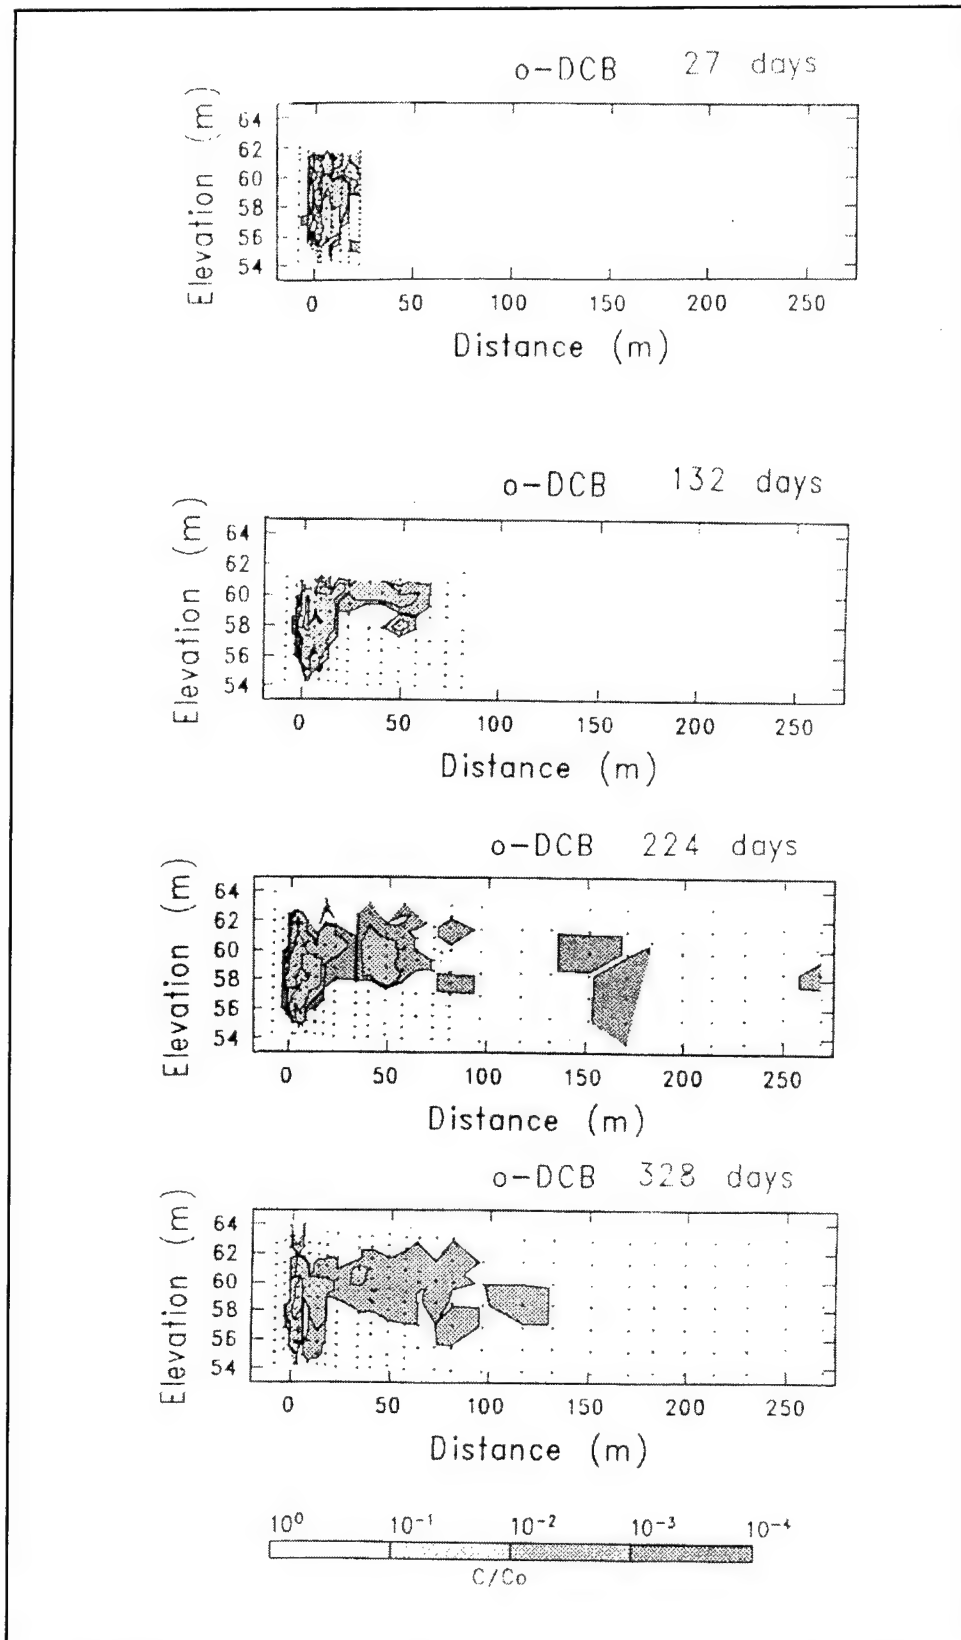 o-DCB 27 days
Elevation (m)
64
62
60
58
56
54
0 50 100 150 200 250
Distance (m)
o-DCB 132 days
Elevation (m)
64
62
60
58
56
54
0 50 100 150 200 250
Distance (m)
o-DCB 224 days
Elevation (m)
64
62
60
58
56
54
0 50 100 150 200 250
Distance (m)
o-DCB 328 days
Elevation (m)
64
62
60
58
56
54
0 50 100 150 200 250
Distance (m)
10⁰ 10⁻¹ 10⁻² 10⁻³ 10⁻⁴
C/Co